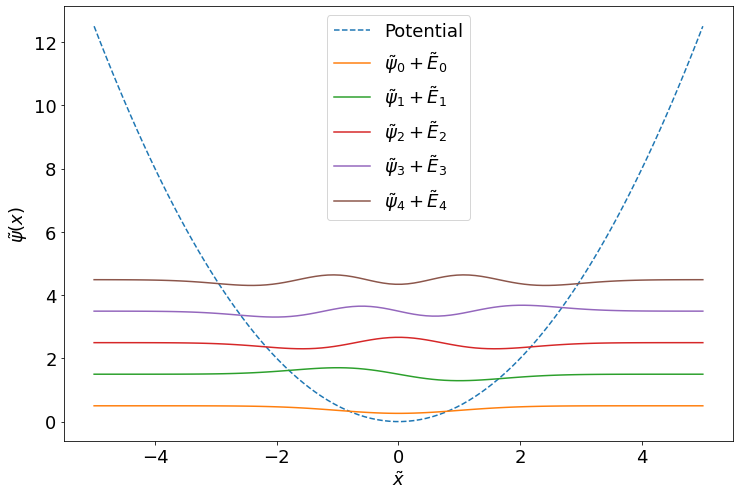 Potential
ψ̃₀ + Ẽ₀
ψ̃₁ + Ẽ₁
ψ̃₂ + Ẽ₂
ψ̃₃ + Ẽ₃
ψ̃₄ + Ẽ₄
12
10
8
6
4
2
0
ψ̃(x)
−4 −2 0 2 4
x̃